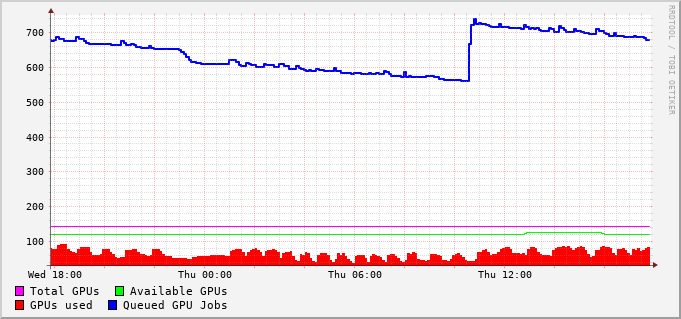 700
600
500
400
300
200
100
Wed 18:00 Thu 00:00 Thu 06:00 Thu 12:00
Total GPUs Available GPUs
GPUs used Queued GPU Jobs
RRDTOOL / TOBI OETIKER